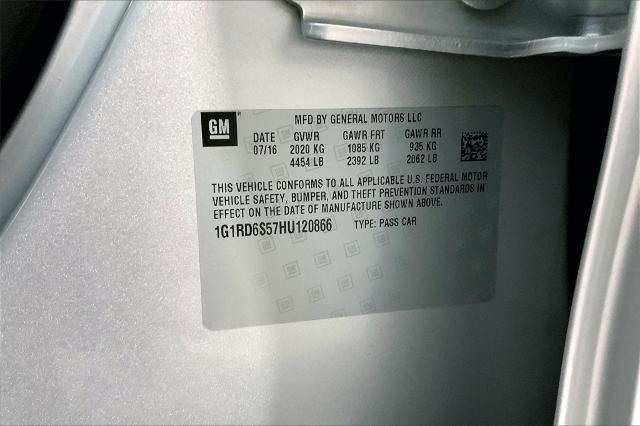 GM ®
MFD BY GENERAL MOTORS LLC
DATE GVWR GAWR FRT GAWR RR
07/16 2020 KG 1085 KG 935 KG
4454 LB 2392 LB 2062 LB
THIS VEHICLE CONFORMS TO ALL APPLICABLE U.S. FEDERAL MOTOR
VEHICLE SAFETY, BUMPER, AND THEFT PREVENTION STANDARDS IN
EFFECT ON THE DATE OF MANUFACTURE SHOWN ABOVE.
1G1RD6S57HU120866 TYPE: PASS CAR